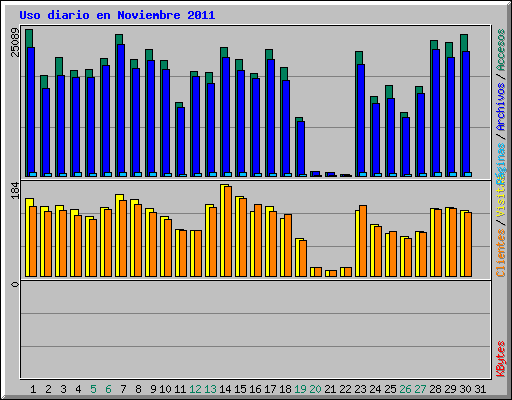 Uso diario en Noviembre 2011
25089
184
0
Accesos / Archivos / Páginas
Clientes / visitas
KBytes
1 2 3 4 5 6 7 8 9 10 11 12 13 14 15 16 17 18 19 20 21 22 23 24 25 26 27 28 29 30 31